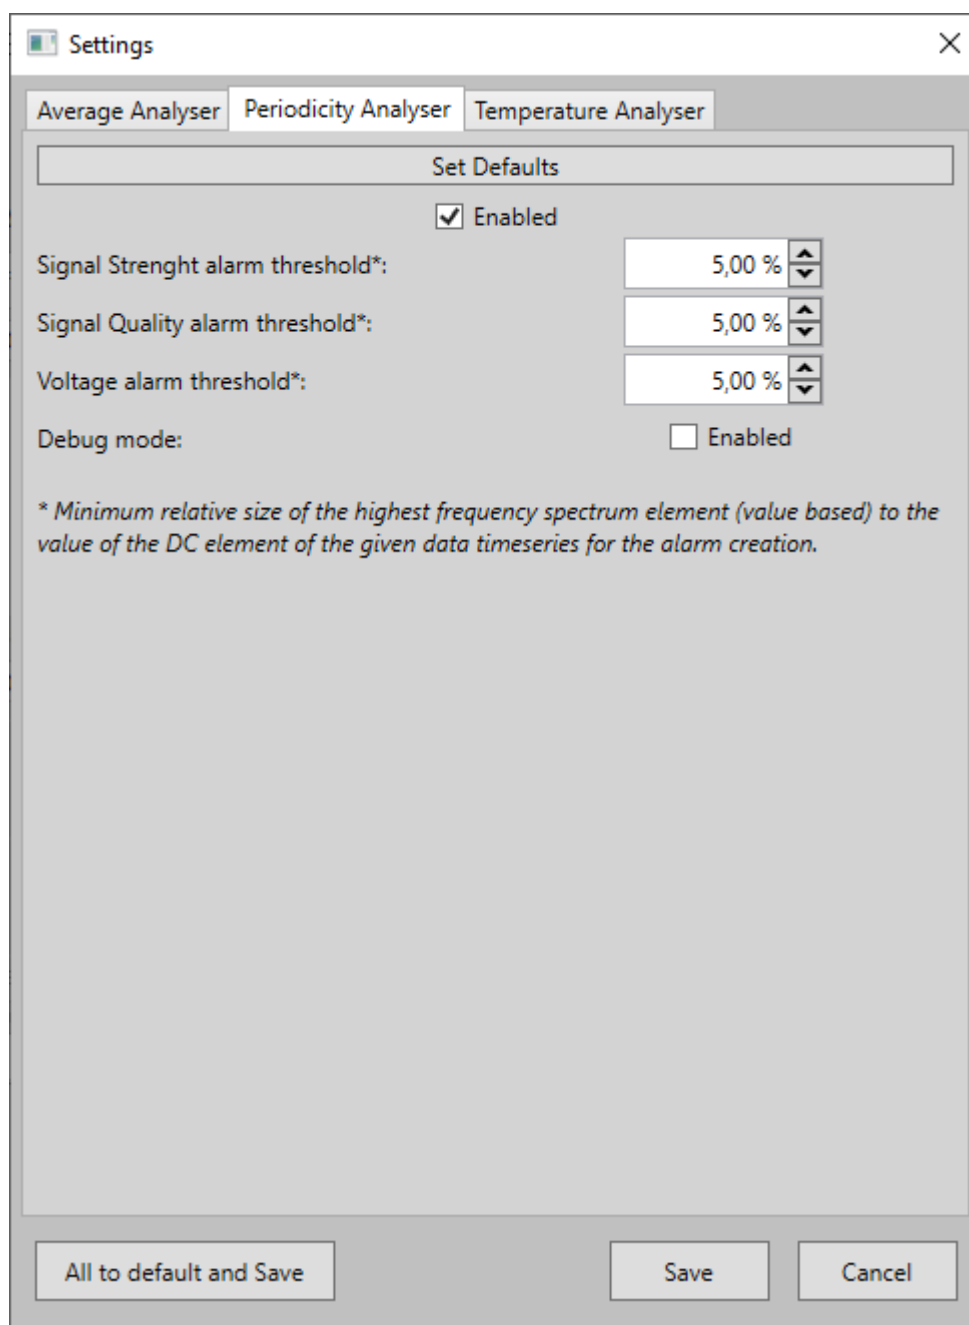 Settings
Average Analyser Periodicity Analyser Temperature Analyser
Set Defaults
Enabled
Signal Strenght alarm threshold*: 5,00 %
Signal Quality alarm threshold*: 5,00 %
Voltage alarm threshold*: 5,00 %
Debug mode: Enabled
* Minimum relative size of the highest frequency spectrum element (value based) to the
value of the DC element of the given data timeseries for the alarm creation.
All to default and Save Save Cancel